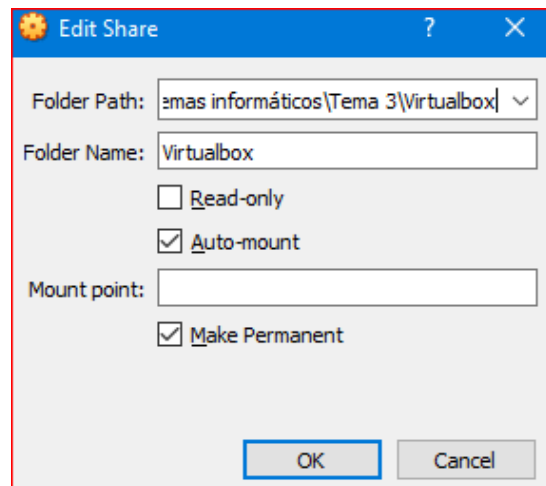 Edit Share ?
Folder Path: emas informáticos\Tema 3\Virtualbox
Folder Name: Virtualbox
Read-only
Auto-mount
Mount point:
Make Permanent
OK Cancel